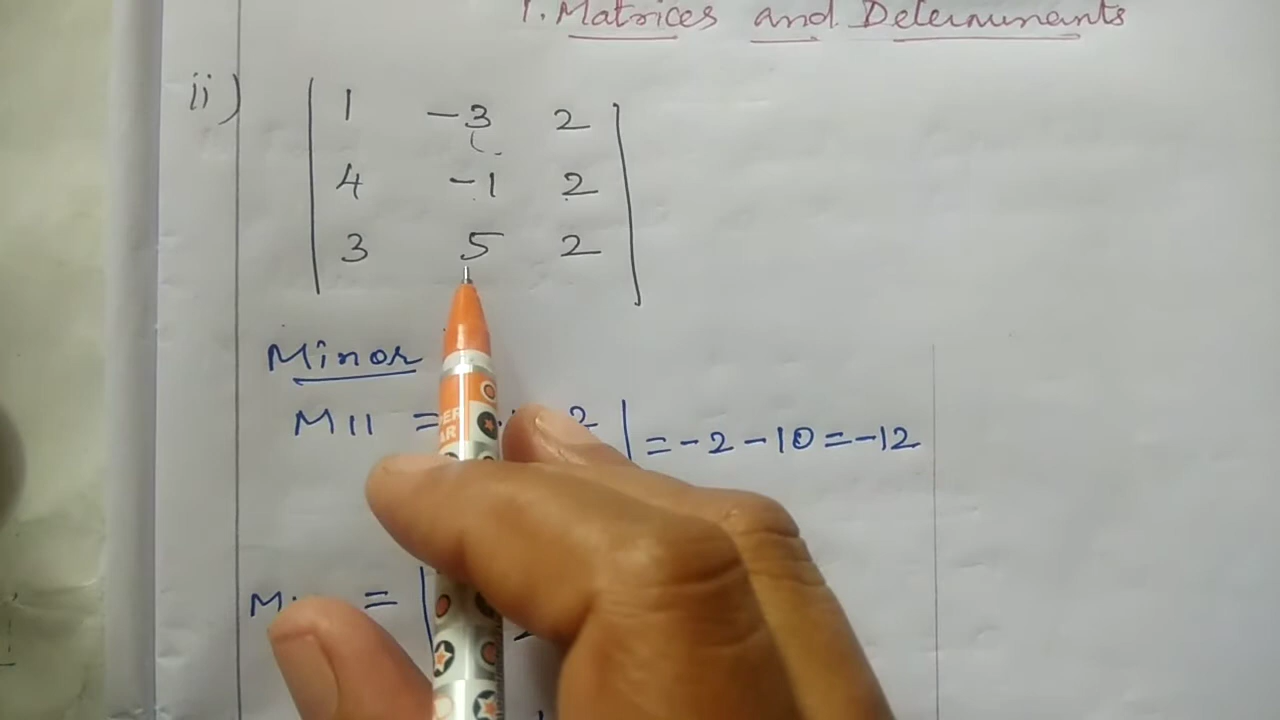 1. Matrices and Determinants
ii) | 1 -3 2 |
| 4 -1 2 |
| 3 5 2 |
Minor
M11 = 2 | = -2 - 10 = -12
M = |